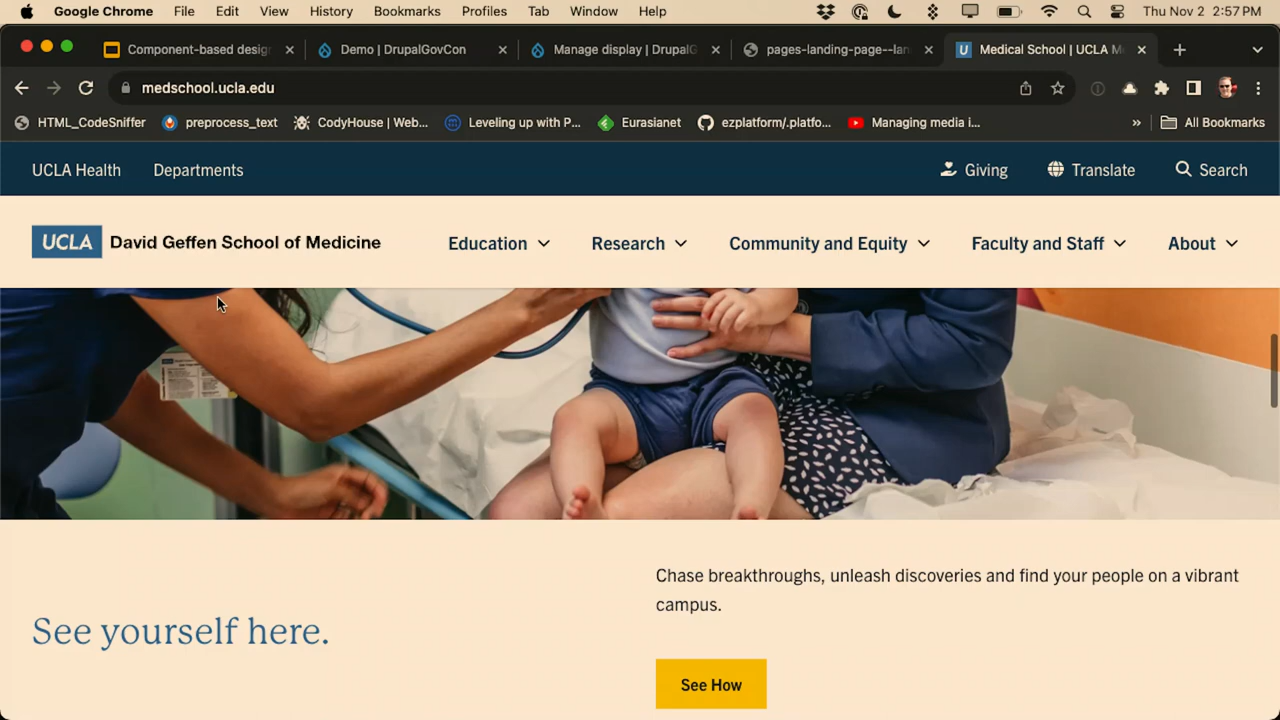 Google Chrome File Edit View History Bookmarks Profiles Tab Window Help Thu Nov 2 2:57 PM
Component-based desig Demo | DrupalGovCon Manage display | DrupalG pages-landing-page--lan Medical School | UCLA M
medschool.ucla.edu
HTML_CodeSniffer preprocess_text CodyHouse | Web... Leveling up with P... Eurasianet ezplatform/.platfo... Managing media i... » All Bookmarks
UCLA Health Departments Giving Translate Search
UCLA David Geffen School of Medicine Education Research Community and Equity Faculty and Staff About
Chase breakthroughs, unleash discoveries and find your people on a vibrant
campus.
See yourself here.
See How